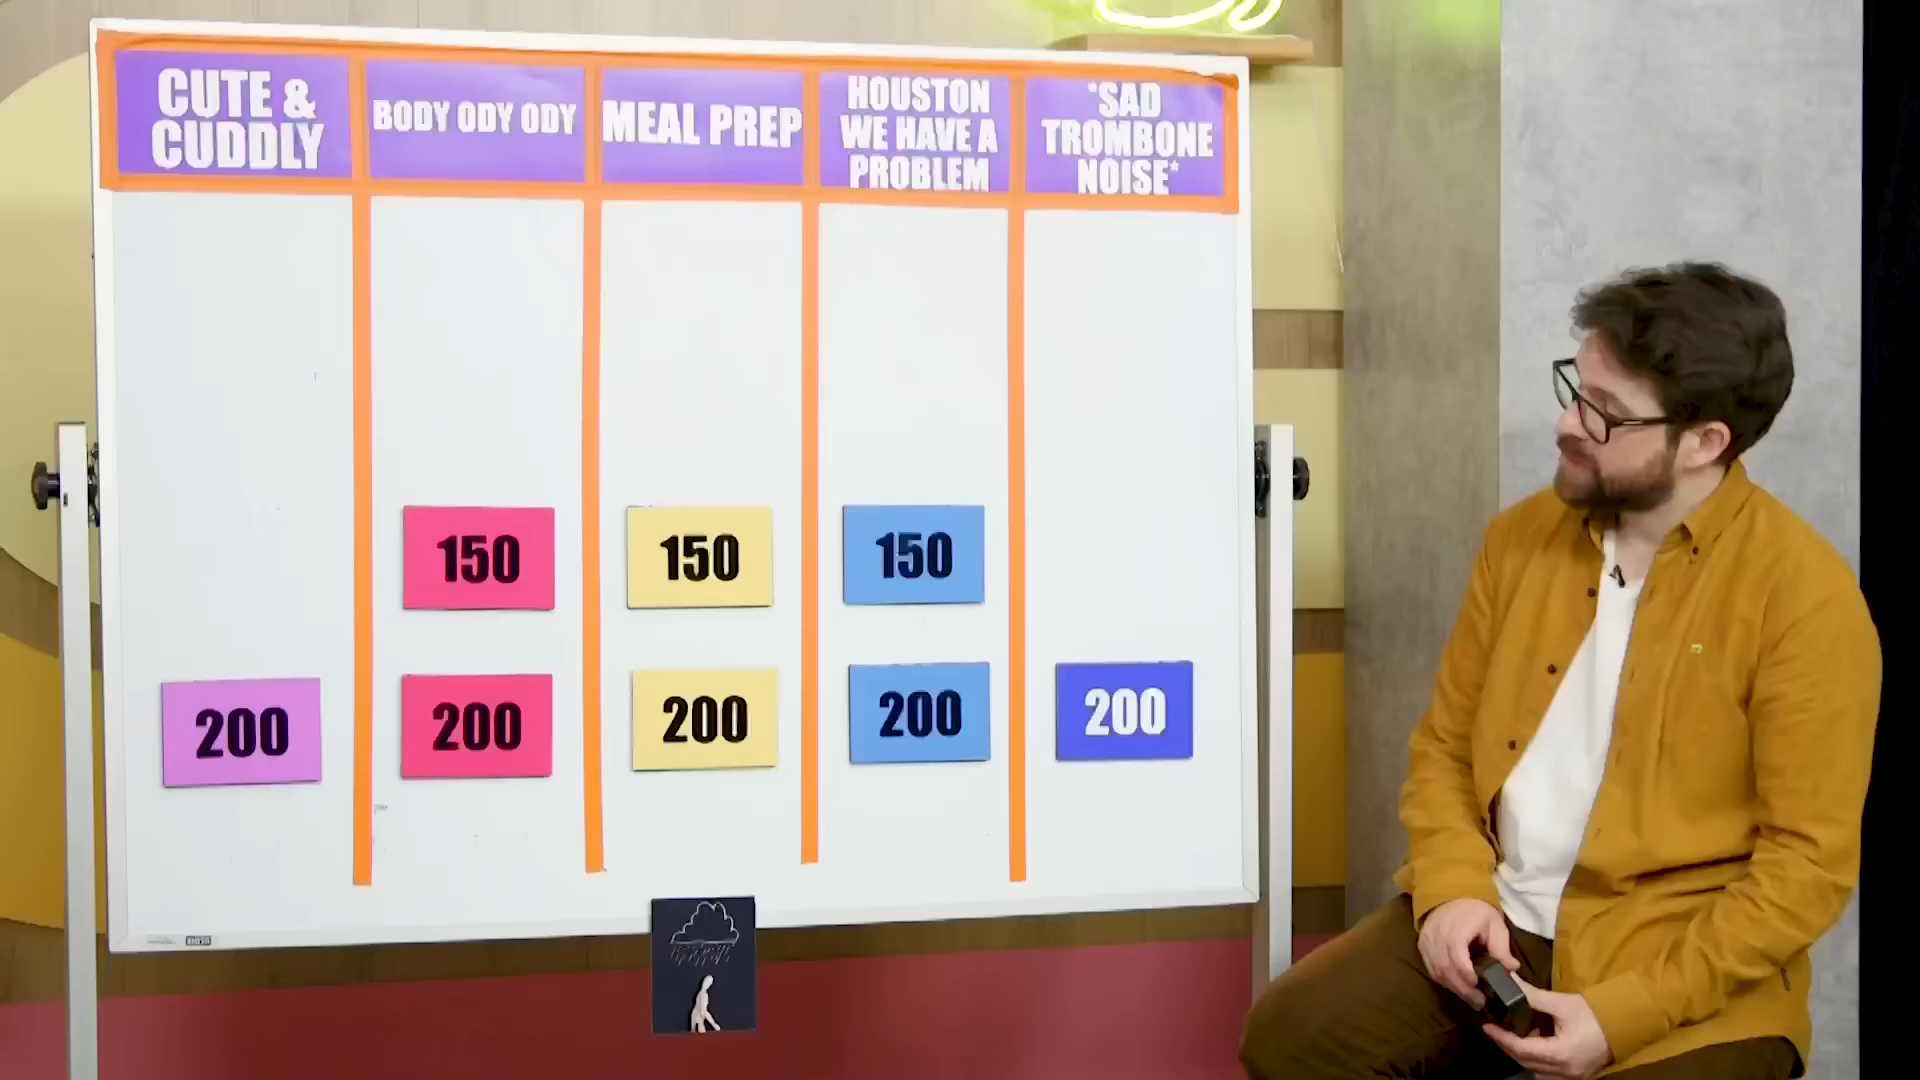 CUTE &
CUDDLY
BODY ODY ODY
MEAL PREP
HOUSTON
WE HAVE A
PROBLEM
*SAD
TROMBONE
NOISE*
150
150
150
200
200
200
200
200